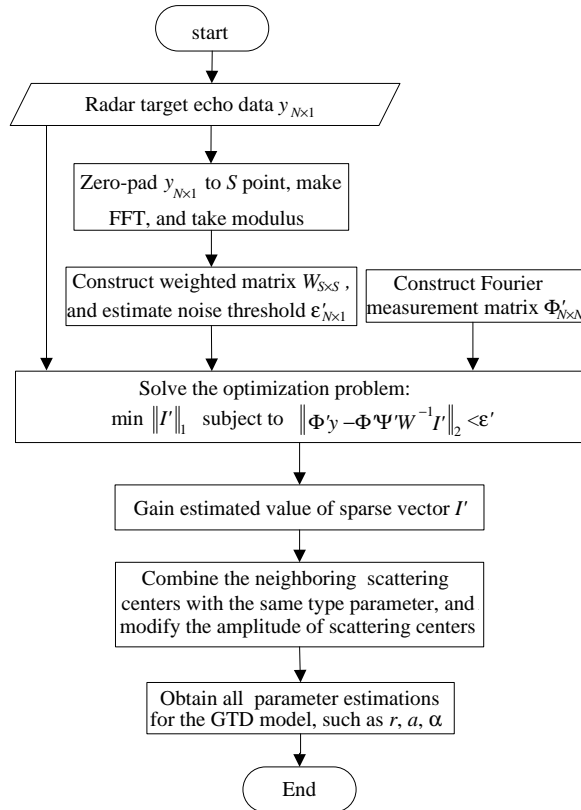 start
Radar target echo data y_{N×1}
Zero-pad y_{N×1} to S point, make
FFT, and take modulus
Construct weighted matrix W_{S×S} ,
and estimate noise threshold ε′_{N×1}
Construct Fourier
measurement matrix Φ′_{N×N}
Solve the optimization problem:
min ‖I′‖₁ subject to ‖Φ′y −Φ′Ψ′W⁻¹I′‖₂ <ε′
Gain estimated value of sparse vector I′
Combine the neighboring scattering
centers with the same type parameter, and
modify the amplitude of scattering centers
Obtain all parameter estimations
for the GTD model, such as r, a, α
End